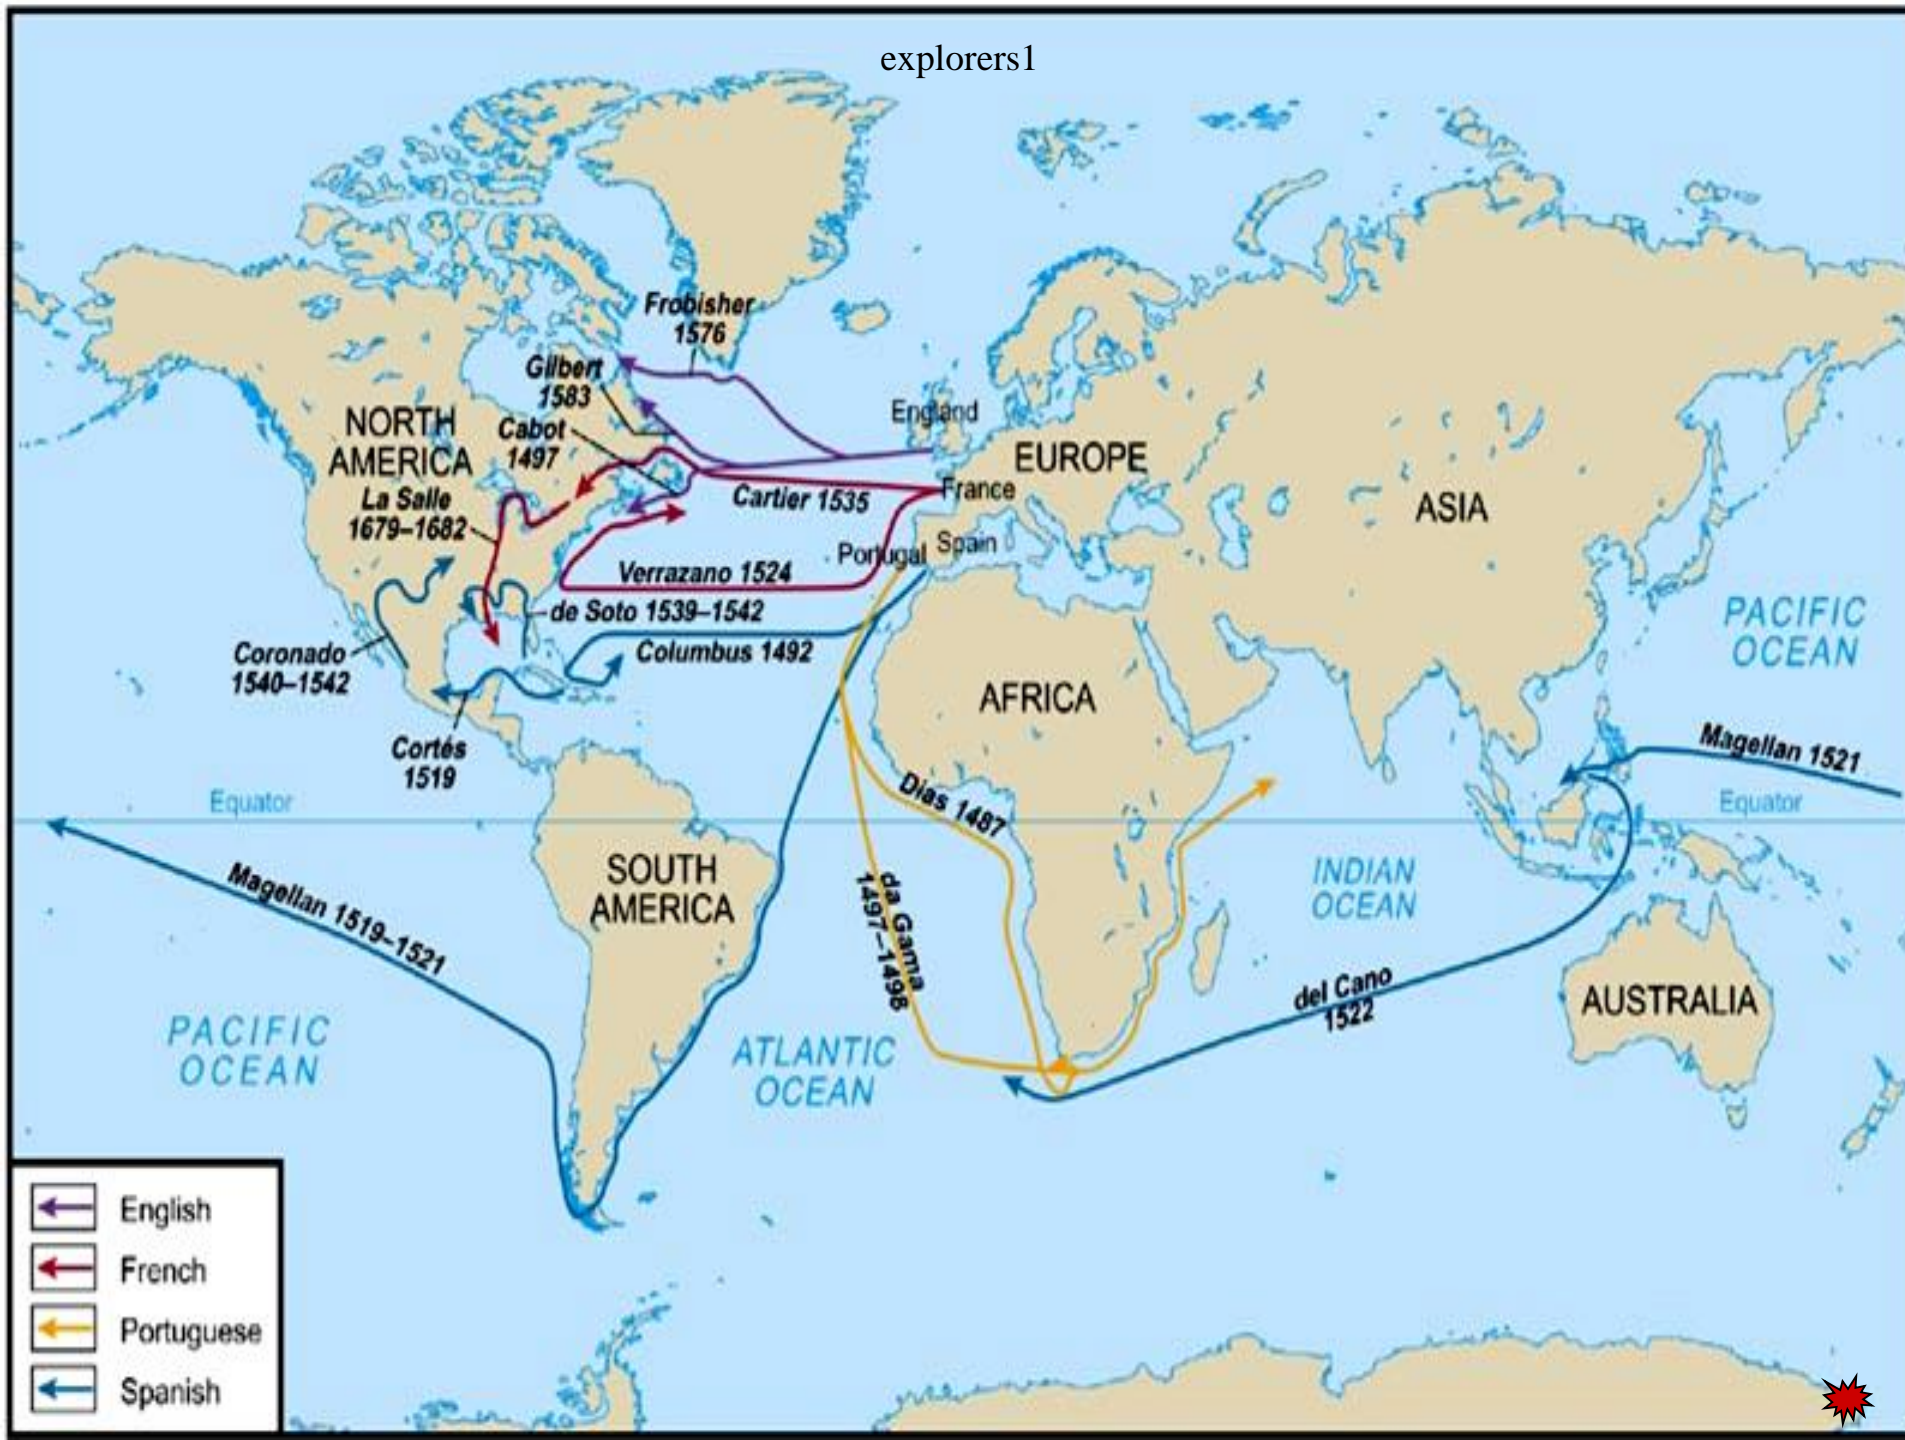 explorers1
Frobisher
1576
Gilbert
1583
Cabot
1497
NORTH
AMERICA
La Salle
1679–1682
England
EUROPE
ASIA
Cartier 1535
France
Portugal
Spain
Verrazano 1524
de Soto 1539–1542
Columbus 1492
Coronado
1540–1542
PACIFIC
OCEAN
AFRICA
Cortés
1519
Magellan 1521
Equator
Equator
Dias 1487
SOUTH
AMERICA
Magellan 1519–1521
da Gama
1497–1498
INDIAN
OCEAN
del Cano
1522
AUSTRALIA
PACIFIC
OCEAN
ATLANTIC
OCEAN
English
French
Portuguese
Spanish